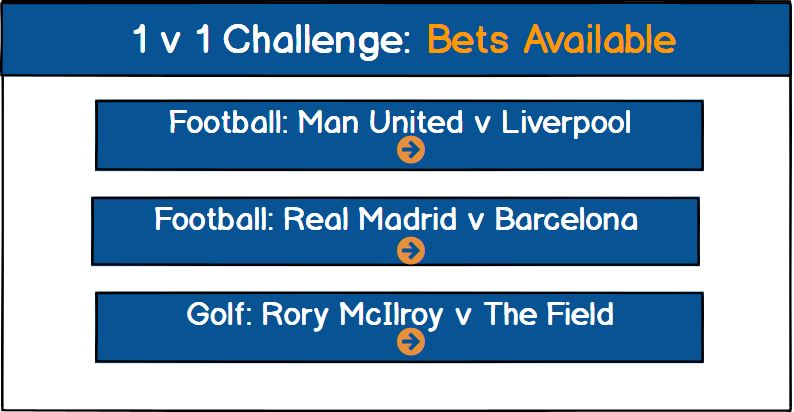 1 v 1 Challenge: Bets Available
Football: Man United v Liverpool
Football: Real Madrid v Barcelona
Golf: Rory McIlroy v The Field